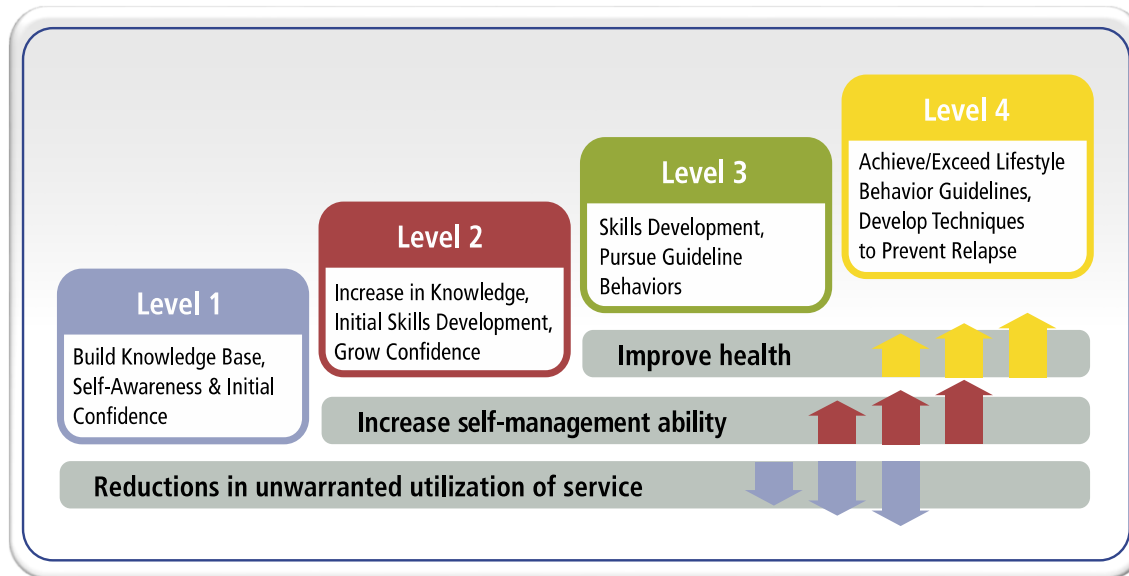 Level 1
Build Knowledge Base,
Self-Awareness & Initial
Confidence
Level 2
Increase in Knowledge,
Initial Skills Development,
Grow Confidence
Level 3
Skills Development,
Pursue Guideline
Behaviors
Level 4
Achieve/Exceed Lifestyle
Behavior Guidelines,
Develop Techniques
to Prevent Relapse
Improve health
Increase self-management ability
Reductions in unwarranted utilization of service